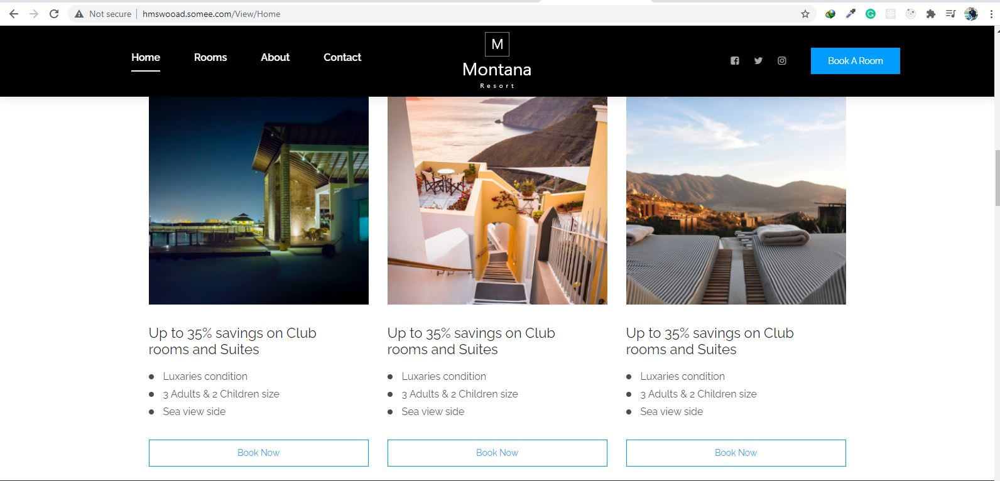 Not secure
hmswooad.somee.com/View/Home
Home
Rooms
About
Contact
M
Montana
Resort
Book A Room
Up to 35% savings on Club
rooms and Suites
Luxaries condition
3 Adults & 2 Children size
Sea view side
Book Now
Up to 35% savings on Club
rooms and Suites
Luxaries condition
3 Adults & 2 Children size
Sea view side
Book Now
Up to 35% savings on Club
rooms and Suites
Luxaries condition
3 Adults & 2 Children size
Sea view side
Book Now